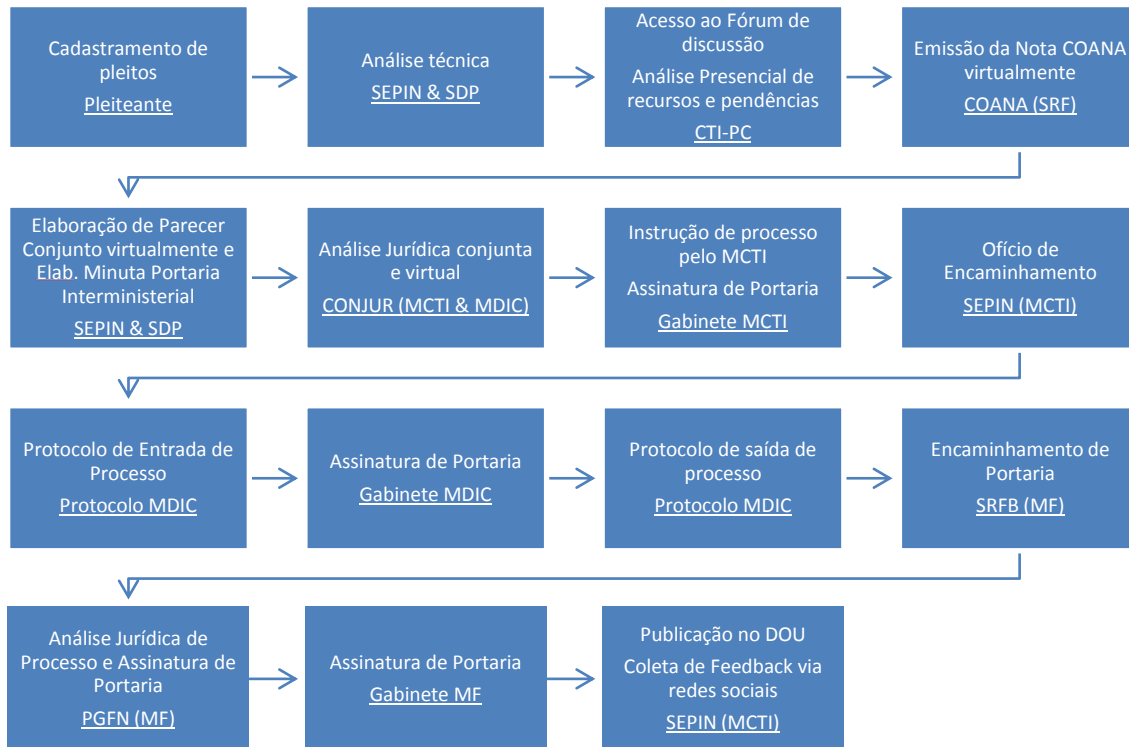 Cadastramento de
pleitos
Pleiteante
Análise técnica
SEPIN & SDP
Acesso ao Fórum de
discussão
Análise Presencial de
recursos e pendências
CTI-PC
Emissão da Nota COANA
virtualmente
COANA (SRF)
Elaboração de Parecer
Conjunto virtualmente e
Elab. Minuta Portaria
Interministerial
SEPIN & SDP
Análise Jurídica conjunta
e virtual
CONJUR (MCTI & MDIC)
Instrução de processo
pelo MCTI
Assinatura de Portaria
Gabinete MCTI
Ofício de
Encaminhamento
SEPIN (MCTI)
Protocolo de Entrada de
Processo
Protocolo MDIC
Assinatura de Portaria
Gabinete MDIC
Protocolo de saída de
processo
Protocolo MDIC
Encaminhamento de
Portaria
SRFB (MF)
Análise Jurídica de
Processo e Assinatura de
Portaria
PGFN (MF)
Assinatura de Portaria
Gabinete MF
Publicação no DOU
Coleta de Feedback via
redes sociais
SEPIN (MCTI)